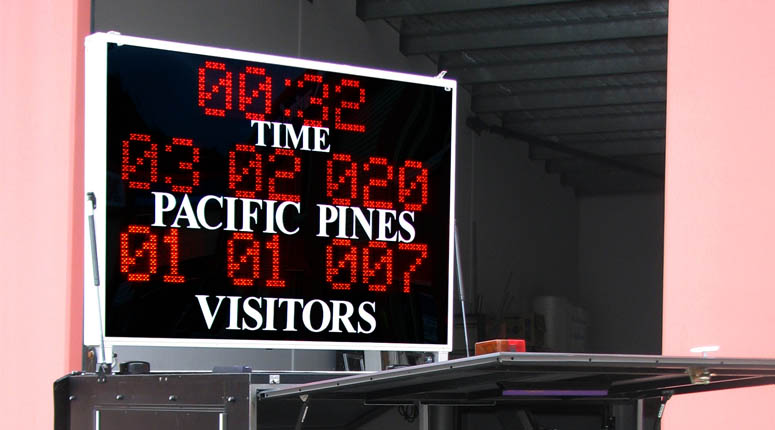 00:32
TIME
03 02 020
PACIFIC PINES
01 01 007
VISITORS